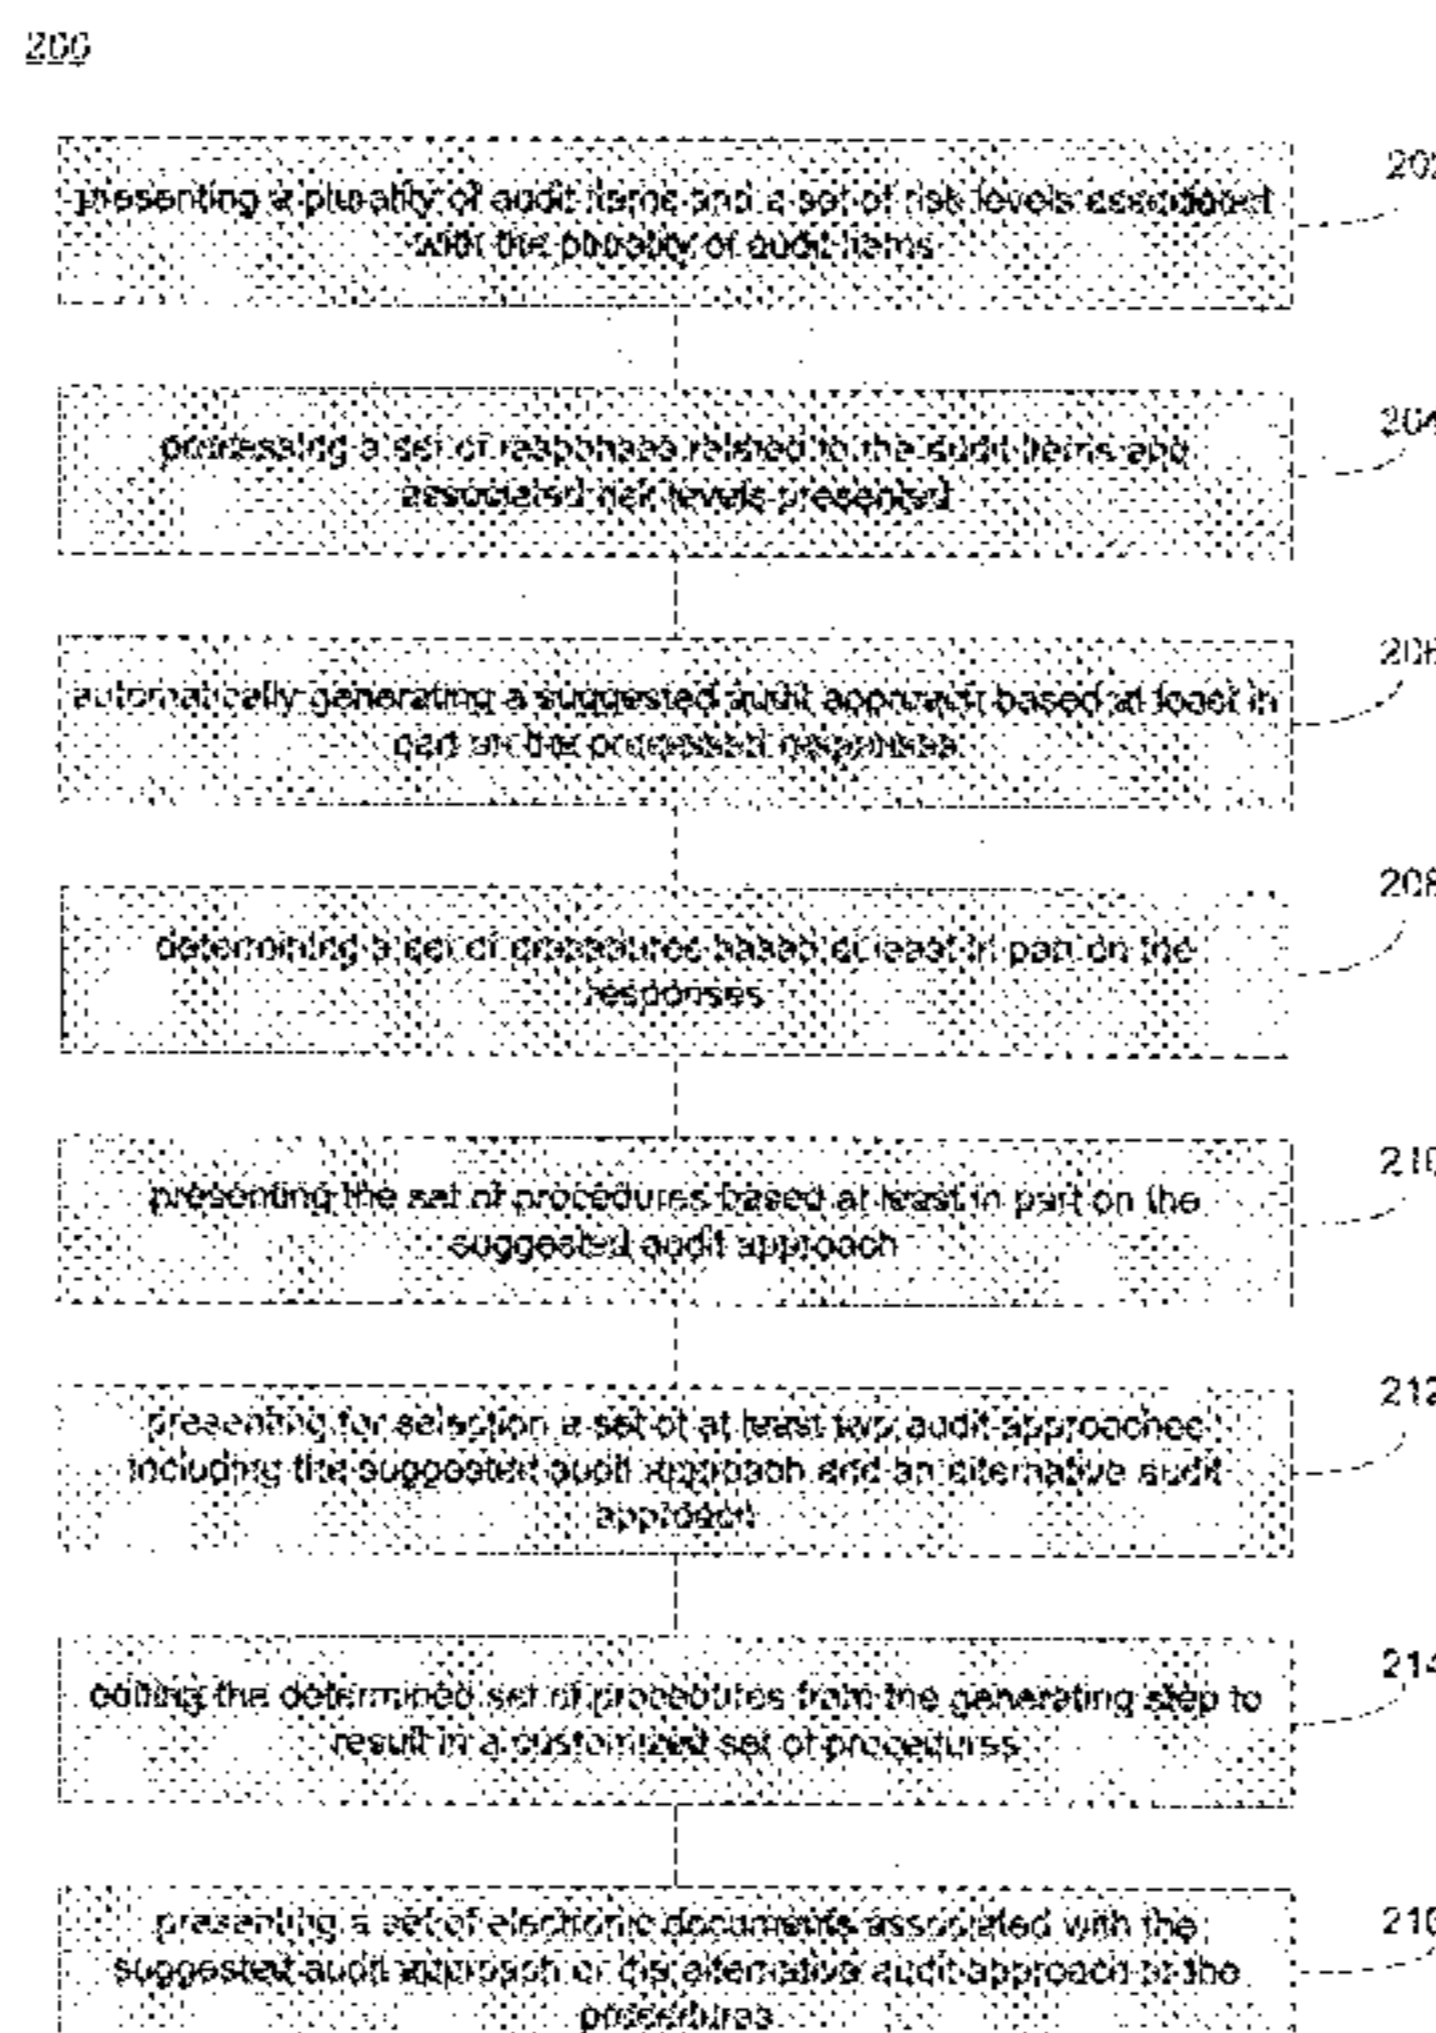 200
202
presenting a plurality of audit items and a set of risk levels associated
with the plurality of audit items
204
processing a set of responses related to the audit items and
associated risk levels presented
206
automatically generating a suggested audit approach based at least in
part on the processed responses
208
determining a set of procedures based at least in part on the
responses
210
presenting the set of procedures based at least in part on the
suggested audit approach
212
presenting for selection a set of at least two audit approaches
including the suggested audit approach and an alternative audit
approach
214
editing the determined set of procedures from the generating step to
result in a customized set of procedures
216
presenting a set of electronic documents associated with the
suggested audit approach or the alternative audit approach or the
procedures